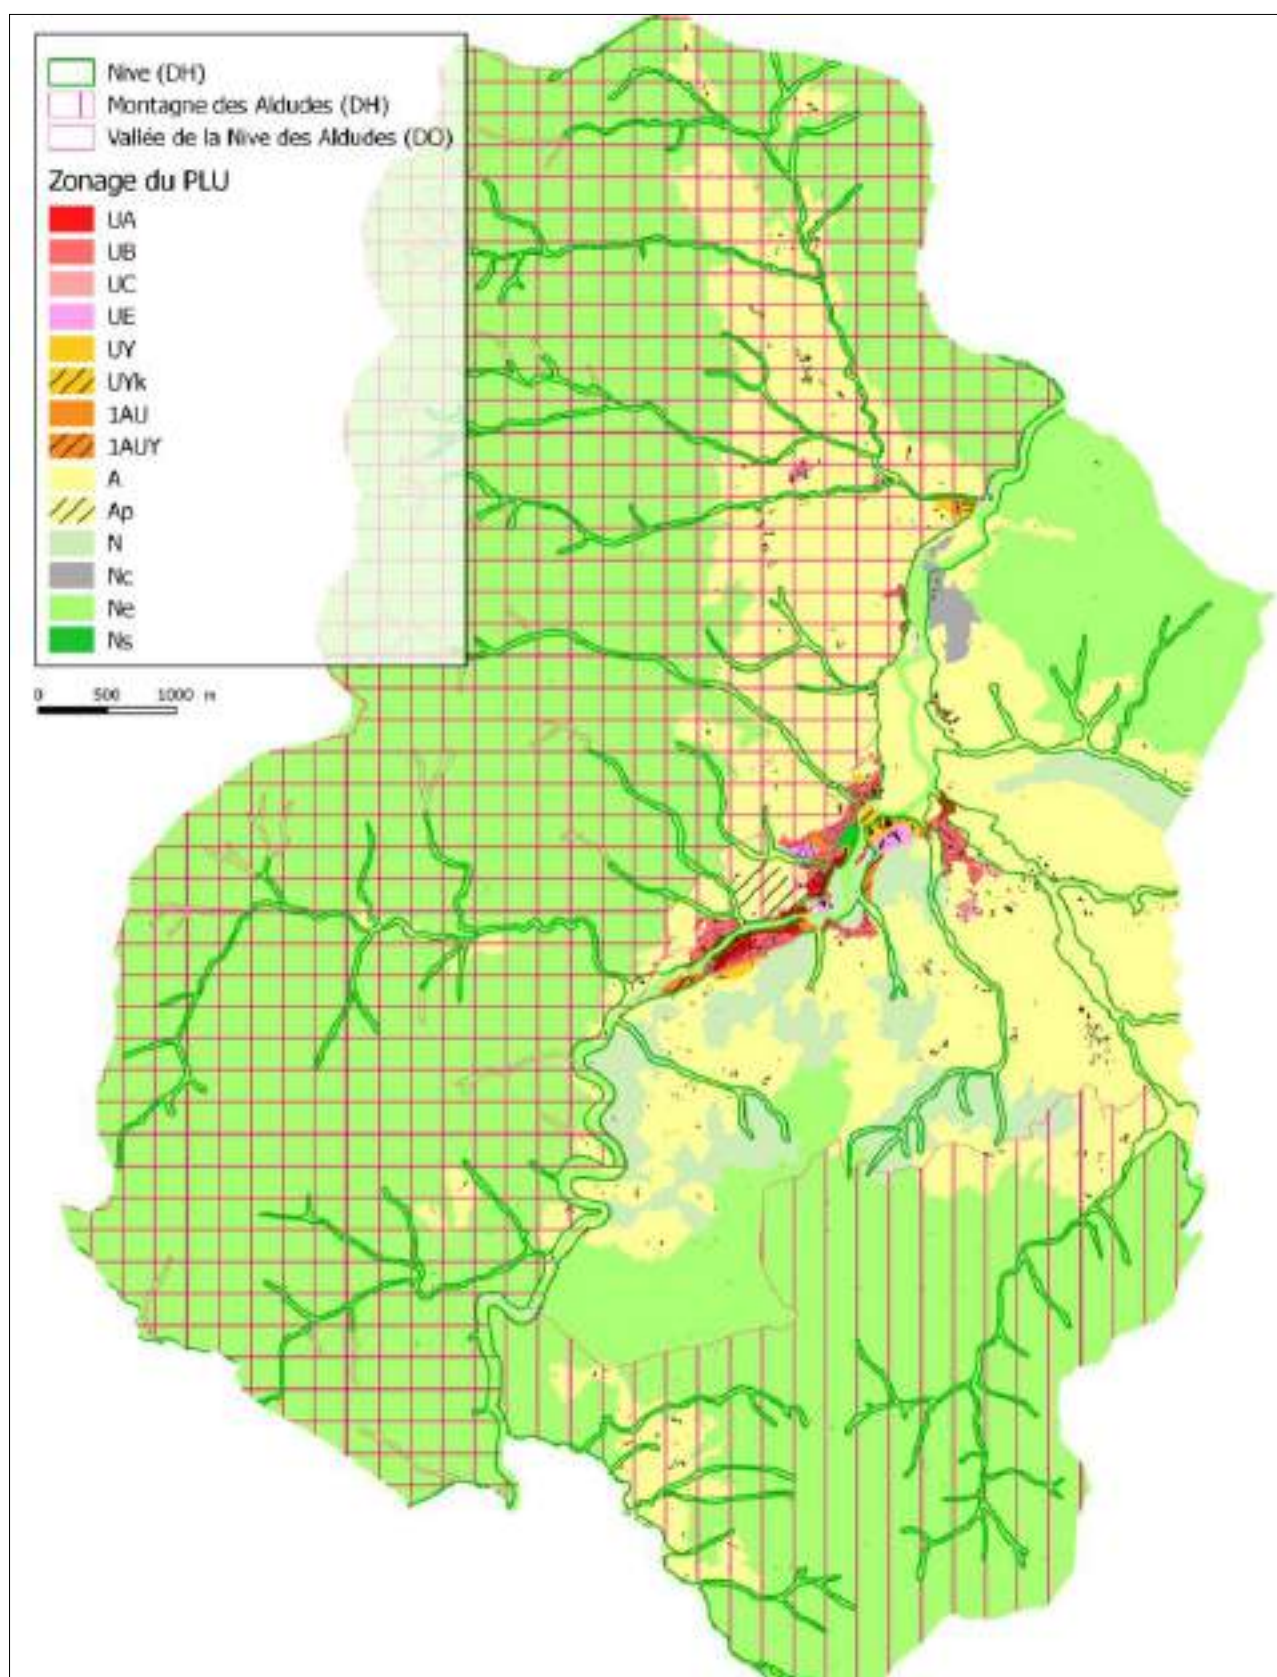 Nive (DH)
Montagne des Aldudes (DH)
Vallée de la Nive des Aldudes (DO)
Zonage du PLU
UA
UB
UC
UE
UY
UYk
1AU
1AUY
A
Ap
N
Nc
Ne
Ns
0 500 1000 m